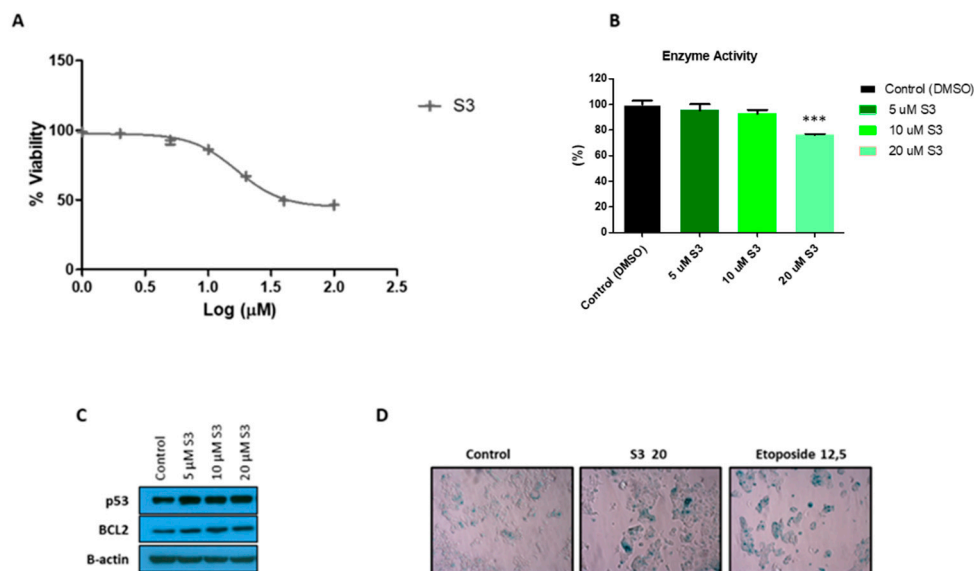 A
150
100
50
0
0.0 0.5 1.0 1.5 2.0 2.5
% Viability
Log (µM)
S3
B
Enzyme Activity
120
100
80
60
40
20
0
(%)
***
Control (DMSO)
5 uM S3
10 uM S3
20 uM S3
Control (DMSO)
5 uM S3
10 uM S3
20 uM S3
C
Control
5 µM S3
10 µM S3
20 µM S3
p53
BCL2
B-actin
D
Control
S3 20
Etoposide 12,5